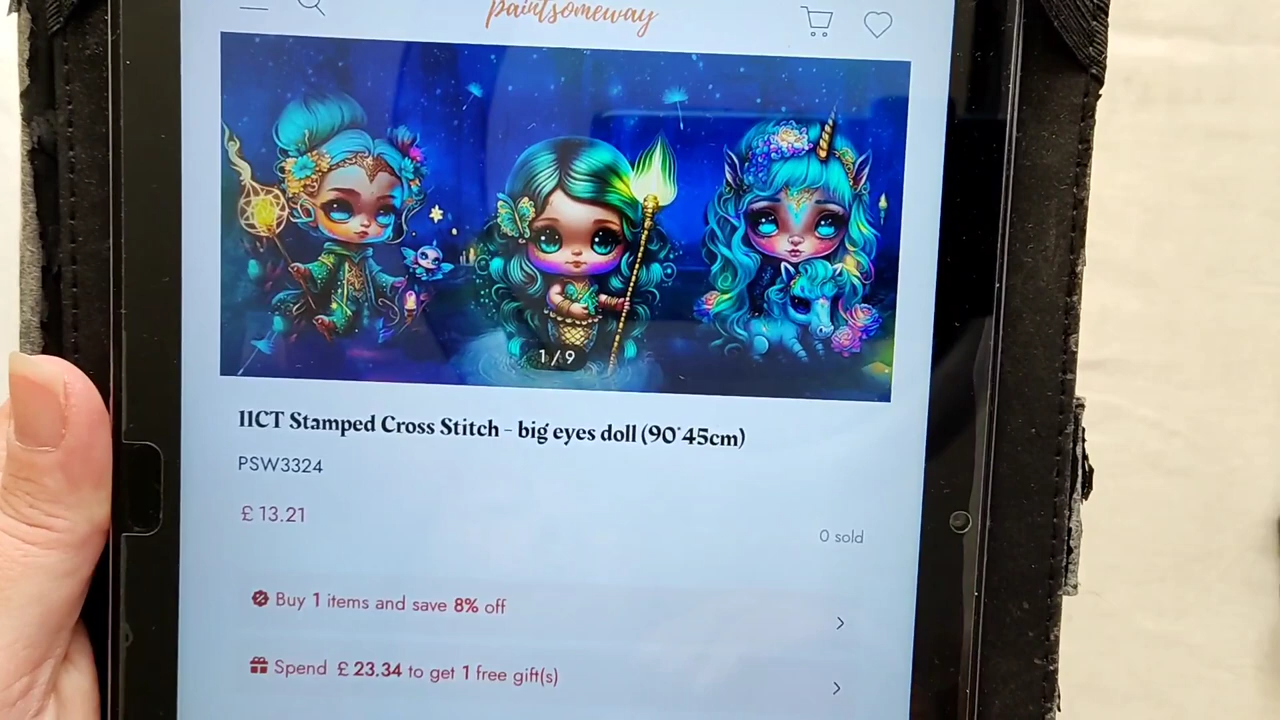 paintsomeway
1/9
11CT Stamped Cross Stitch - big eyes doll (90*45cm)
PSW3324
£ 13.21
0 sold
Buy 1 items and save 8% off
Spend £ 23.34 to get 1 free gift(s)